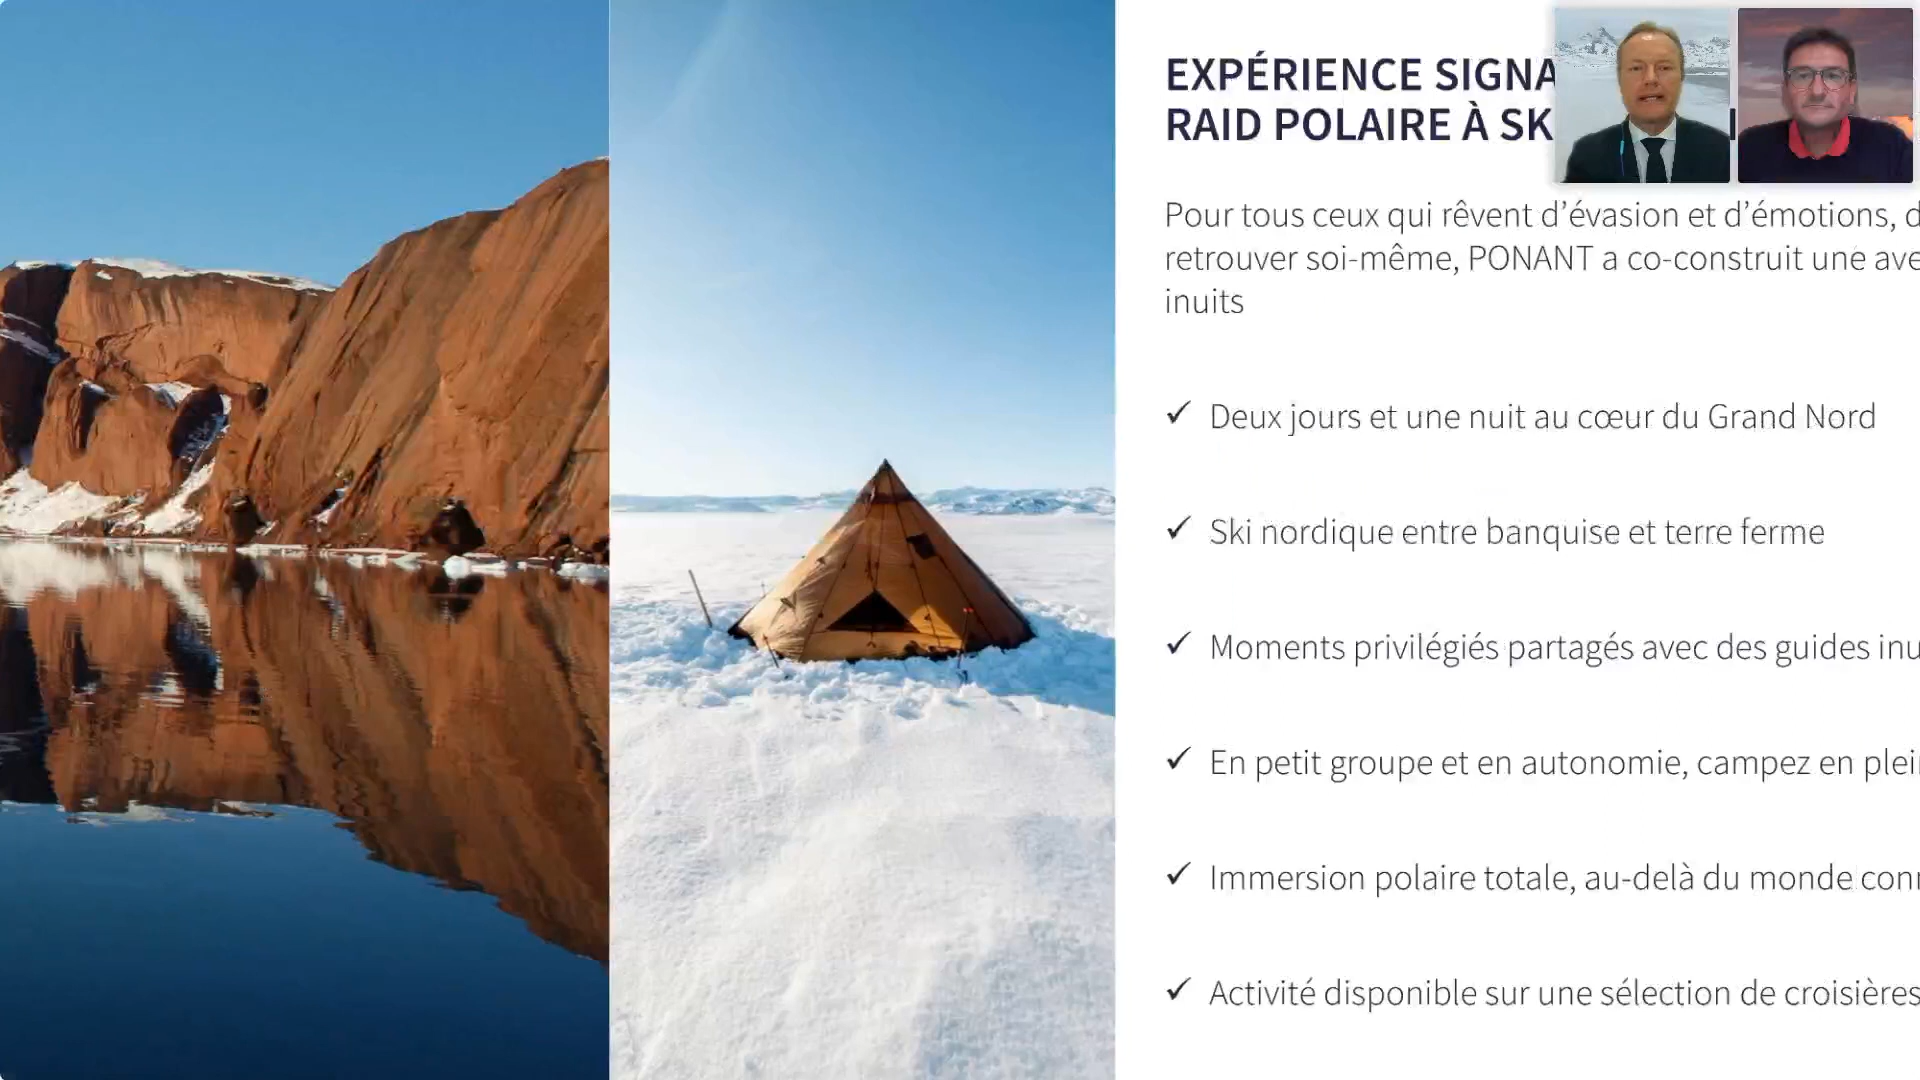 EXPÉRIENCE
RAID POLAIRE À
Pour tous ceux qui rêvent d’évasion et d’émotions,
retrouver soi-même, PONANT a co-construit une
inuits
✓ Deux jours et une nuit au cœur du Grand Nord
✓ Ski nordique entre banquise et terre ferme
✓ Moments privilégiés partagés avec des guides
✓ En petit groupe et en autonomie, campez en
✓ Immersion polaire totale, au-delà du monde
✓ Activité disponible sur une sélection de croisières